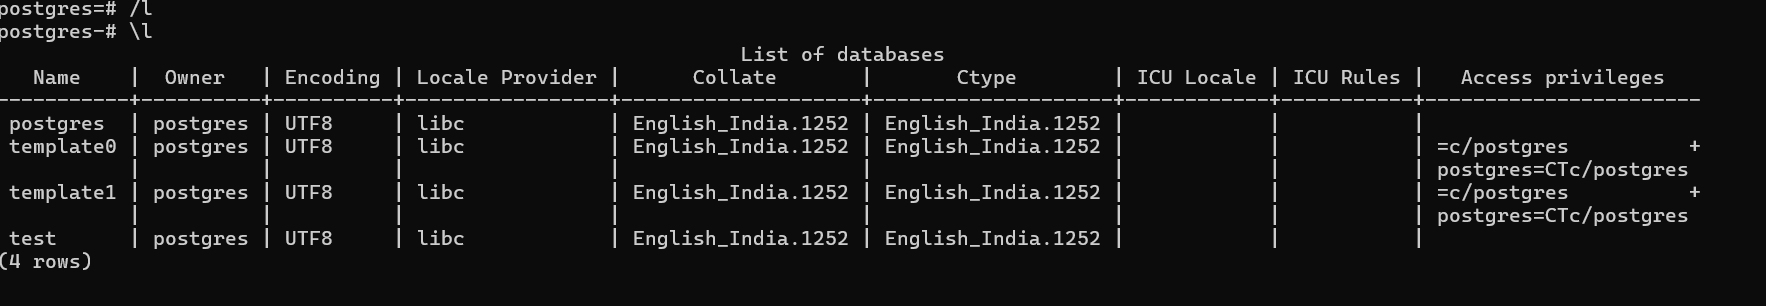 postgres=# /l
postgres-# \l
List of databases
Name | Owner | Encoding | Locale Provider | Collate | Ctype | ICU Locale | ICU Rules | Access privileges
-----------+----------+----------+-----------------+--------------------+--------------------+------------+-----------+-----------------------
postgres | postgres | UTF8 | libc | English_India.1252 | English_India.1252 | | |
template0 | postgres | UTF8 | libc | English_India.1252 | English_India.1252 | | | =c/postgres +
| | | | | | | | postgres=CTc/postgres
template1 | postgres | UTF8 | libc | English_India.1252 | English_India.1252 | | | =c/postgres +
| | | | | | | | postgres=CTc/postgres
test | postgres | UTF8 | libc | English_India.1252 | English_India.1252 | | |
(4 rows)